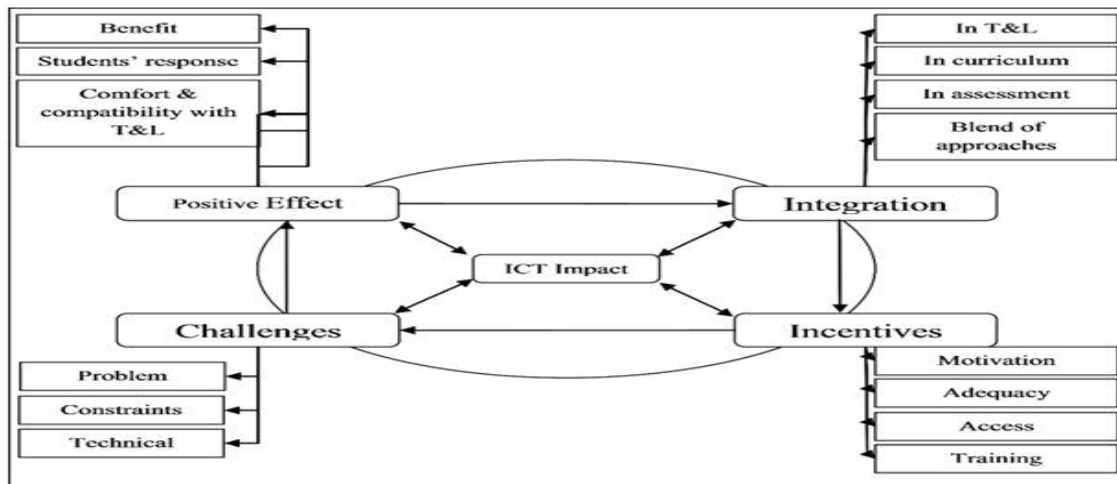 Benefit
Students' response
Comfort &
compatibility with
T&L
In T&L
In curriculum
In assessment
Blend of
approaches
Positive Effect
Integration
ICT Impact
Challenges
Incentives
Problem
Constraints
Technical
Motivation
Adequacy
Access
Training